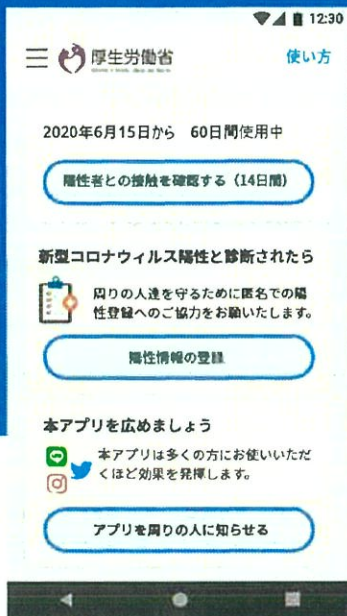 12:30
厚生労働省
使い方
2020年6月15日から 60日間使用中
陽性者との接触を確認する（14日間）
新型コロナウィルス陽性と診断されたら
周りの人達を守るために匿名での陽
性登録へのご協力をお願いたします。
陽性情報の登録
本アプリを広めましょう
本アプリは多くの方にお使いいただ
くほど効果を発揮します。
アプリを周りの人に知らせる